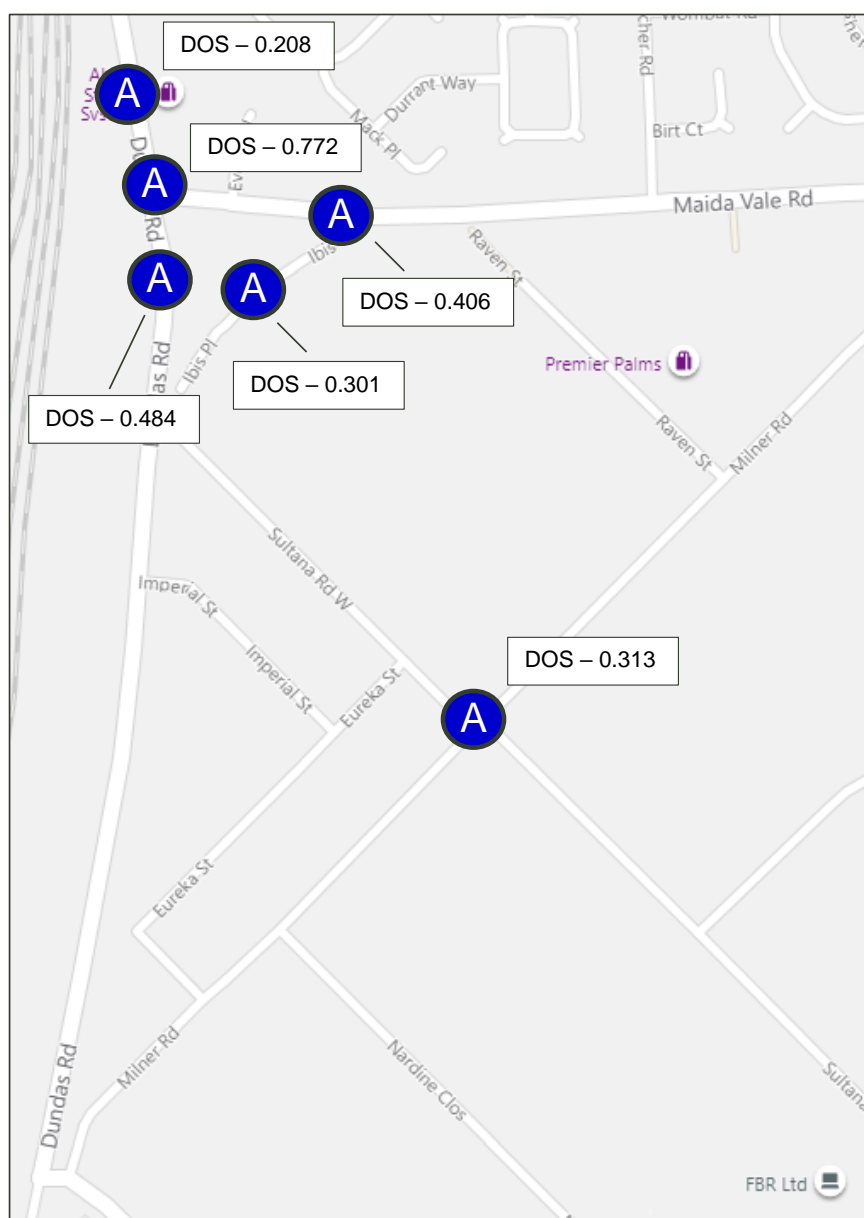 Wombat Rd
DOS – 0.208
A
Durrant Way
Mack Pl
Birt Ct
DOS – 0.772
A
Maida Vale Rd
A
Ibis
Raven St
A
A
DOS – 0.406
Ibis Pl
Premier Palms
DOS – 0.301
DOS – 0.484
Raven St
Milner Rd
Sultana Rd W
Imperial St
DOS – 0.313
Imperial St
Eureka St
A
Eureka St
Dundas Rd
Milner Rd
Nardine Clos
Sultana
FBR Ltd